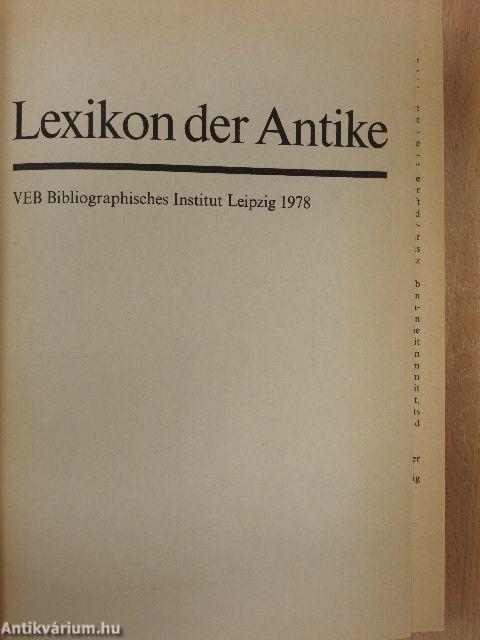 Lexikon der Antike
VEB Bibliographisches Institut Leipzig 1978
Antikvárium.hu